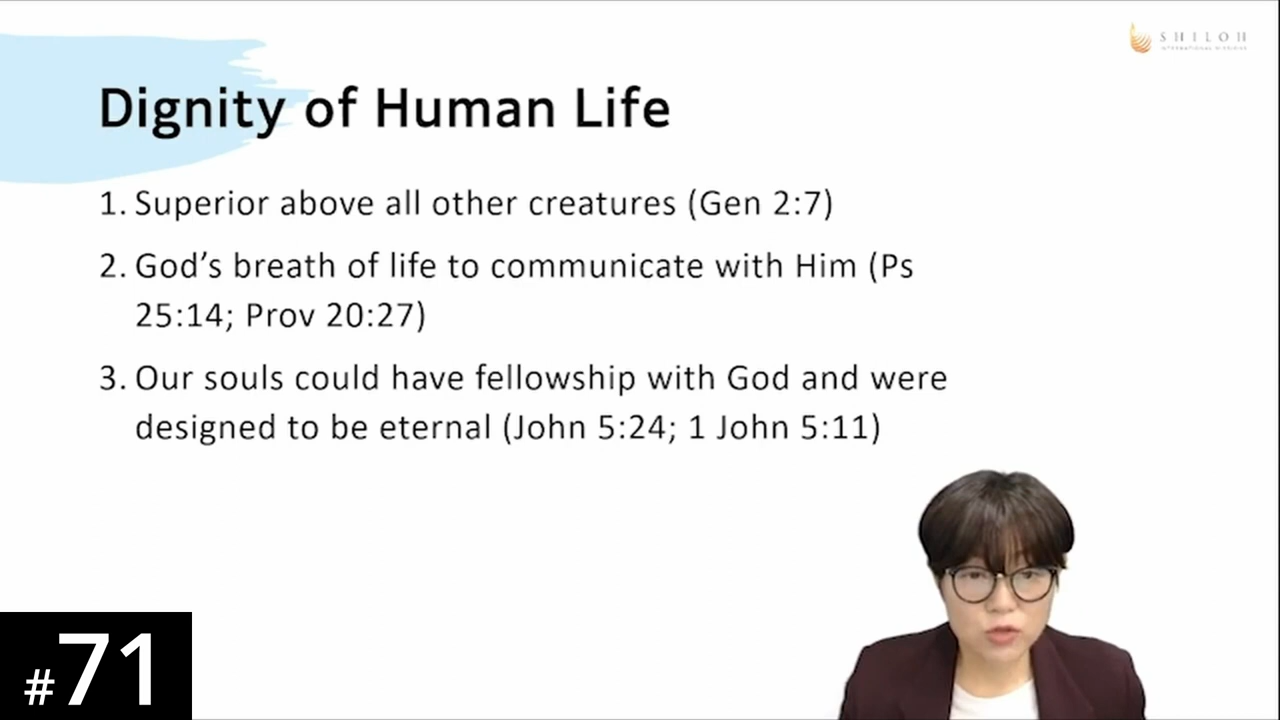 SHILOH
INTERNATIONAL MISSIONS
Dignity of Human Life
1. Superior above all other creatures (Gen 2:7)
2. God’s breath of life to communicate with Him (Ps
25:14; Prov 20:27)
3. Our souls could have fellowship with God and were
designed to be eternal (John 5:24; 1 John 5:11)
#71